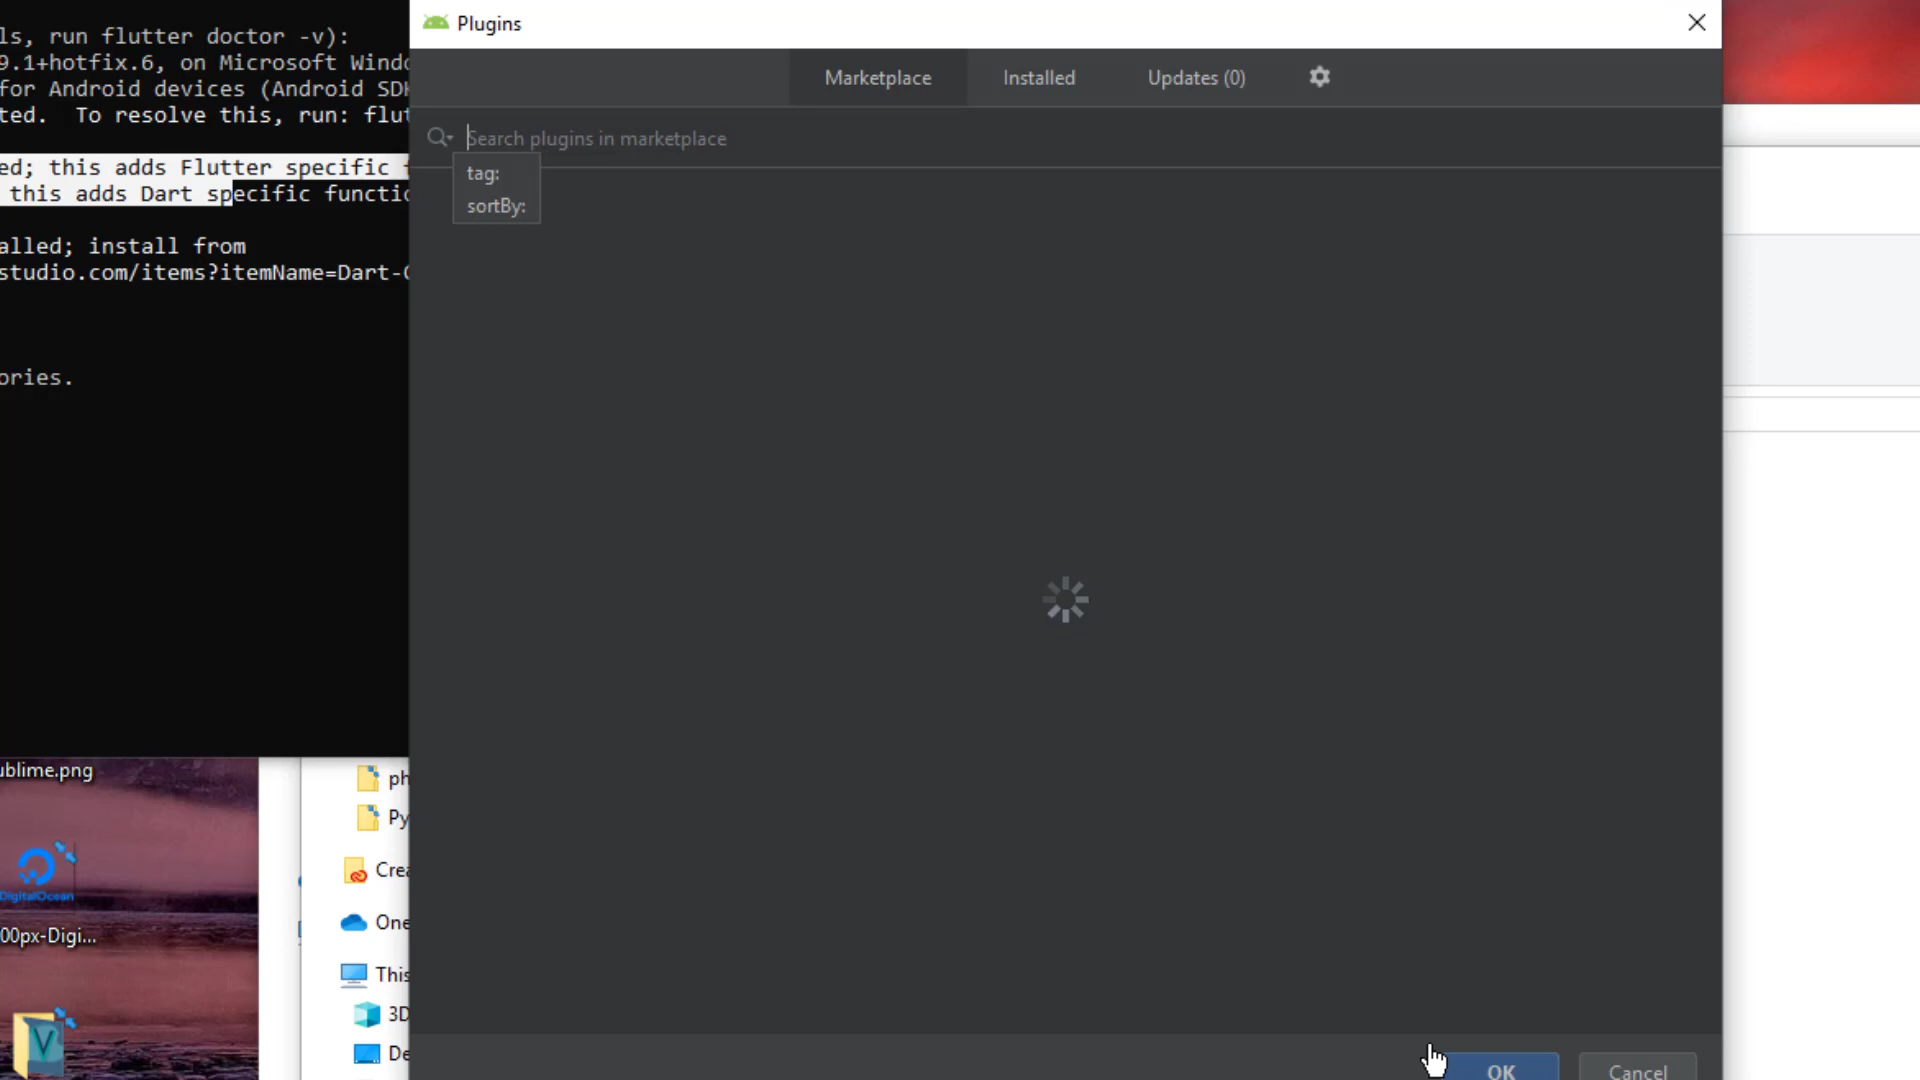 ls, run flutter doctor -v):
9.1+hotfix.6, on Microsoft Windo
for Android devices (Android SDK
ted.  To resolve this, run: flut
ed; this adds Flutter specific f
this adds Dart specific functio
alled; install from
studio.com/items?itemName=Dart-C
ories.
Plugins
Marketplace
Installed
Updates (0)
Search plugins in marketplace
tag:
sortBy:
OK
Cancel
ublime.png
DigitalOcean
00px-Digi...
V
ph
Py
Crea
One
This
3D
De